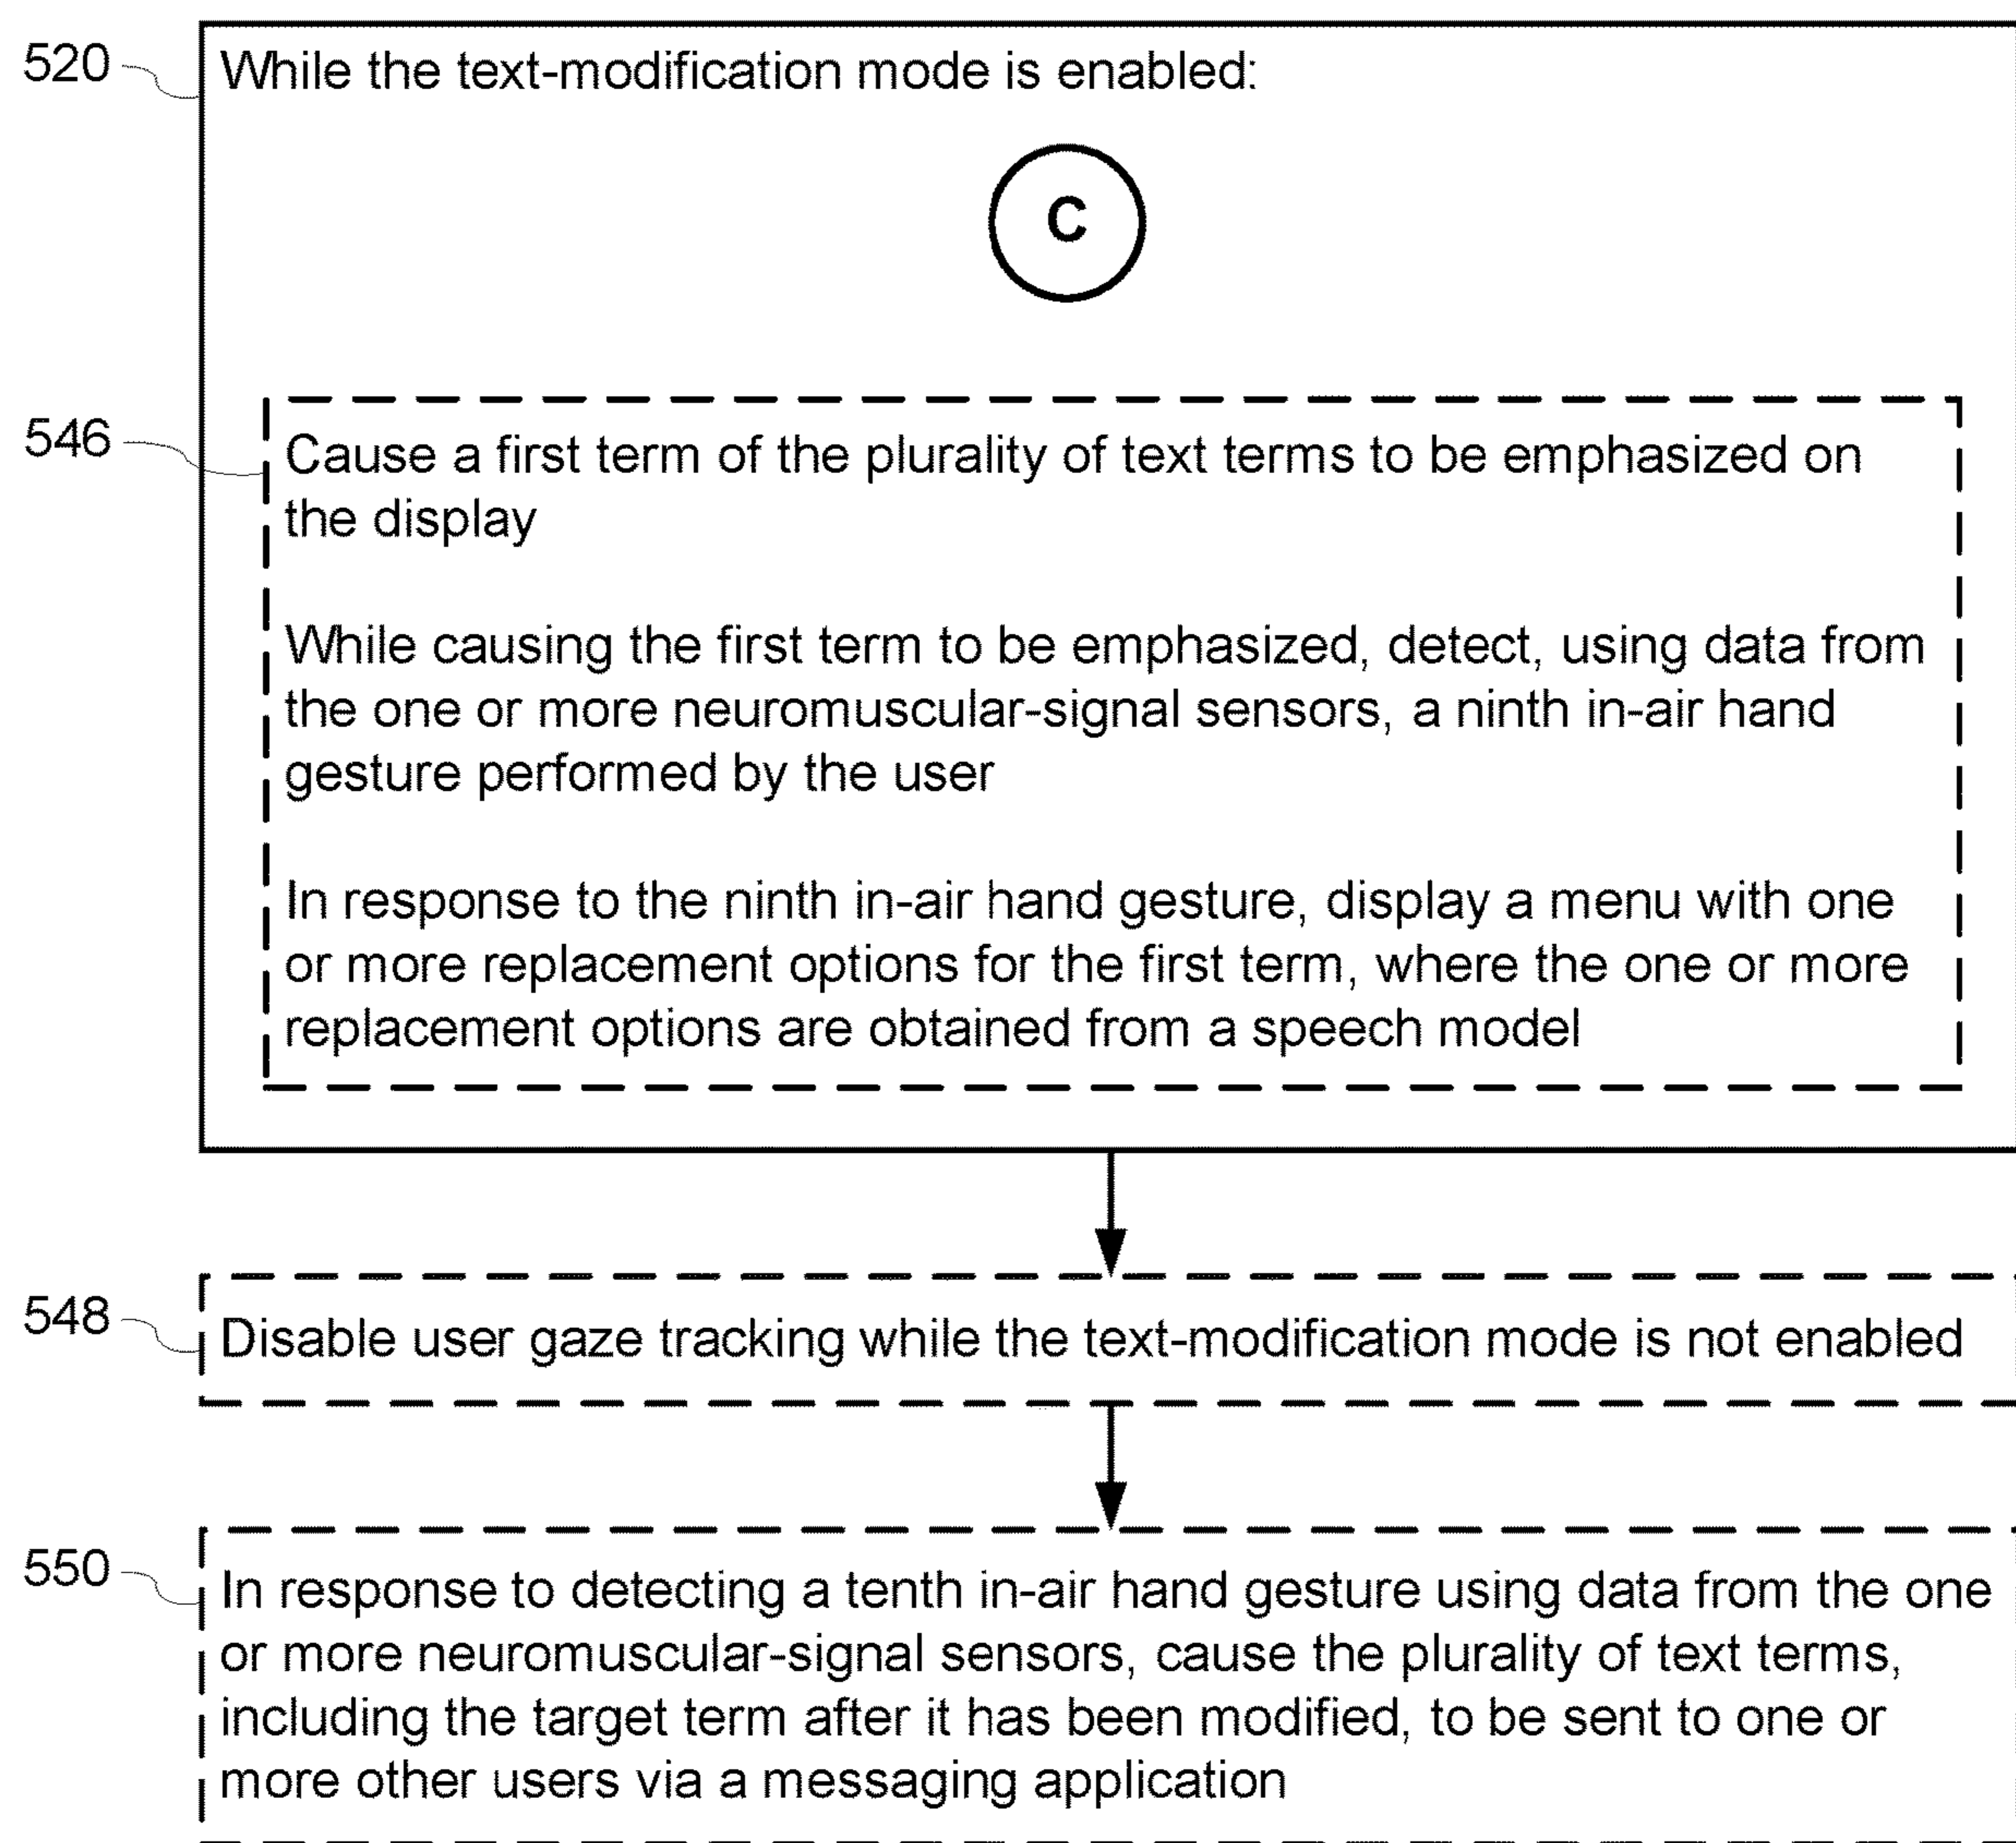 520
While the text-modification mode is enabled:
C
546
Cause a first term of the plurality of text terms to be emphasized on
the display
While causing the first term to be emphasized, detect, using data from
the one or more neuromuscular-signal sensors, a ninth in-air hand
gesture performed by the user
In response to the ninth in-air hand gesture, display a menu with one
or more replacement options for the first term, where the one or more
replacement options are obtained from a speech model
548
Disable user gaze tracking while the text-modification mode is not enabled
550
In response to detecting a tenth in-air hand gesture using data from the one
or more neuromuscular-signal sensors, cause the plurality of text terms,
including the target term after it has been modified, to be sent to one or
more other users via a messaging application